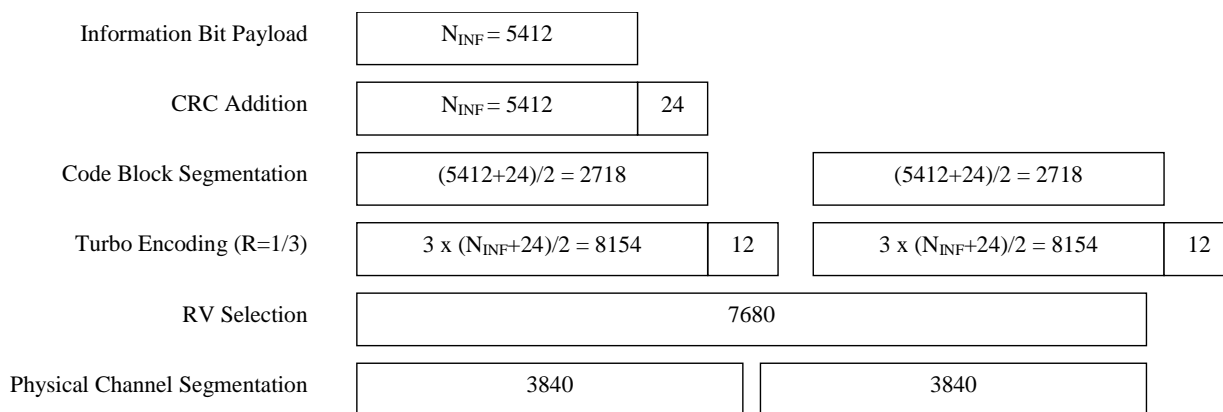 Information Bit Payload N_INF = 5412
CRC Addition N_INF = 5412 24
Code Block Segmentation (5412+24)/2 = 2718 (5412+24)/2 = 2718
Turbo Encoding (R=1/3) 3 x (N_INF+24)/2 = 8154 12 3 x (N_INF+24)/2 = 8154 12
RV Selection 7680
Physical Channel Segmentation 3840 3840